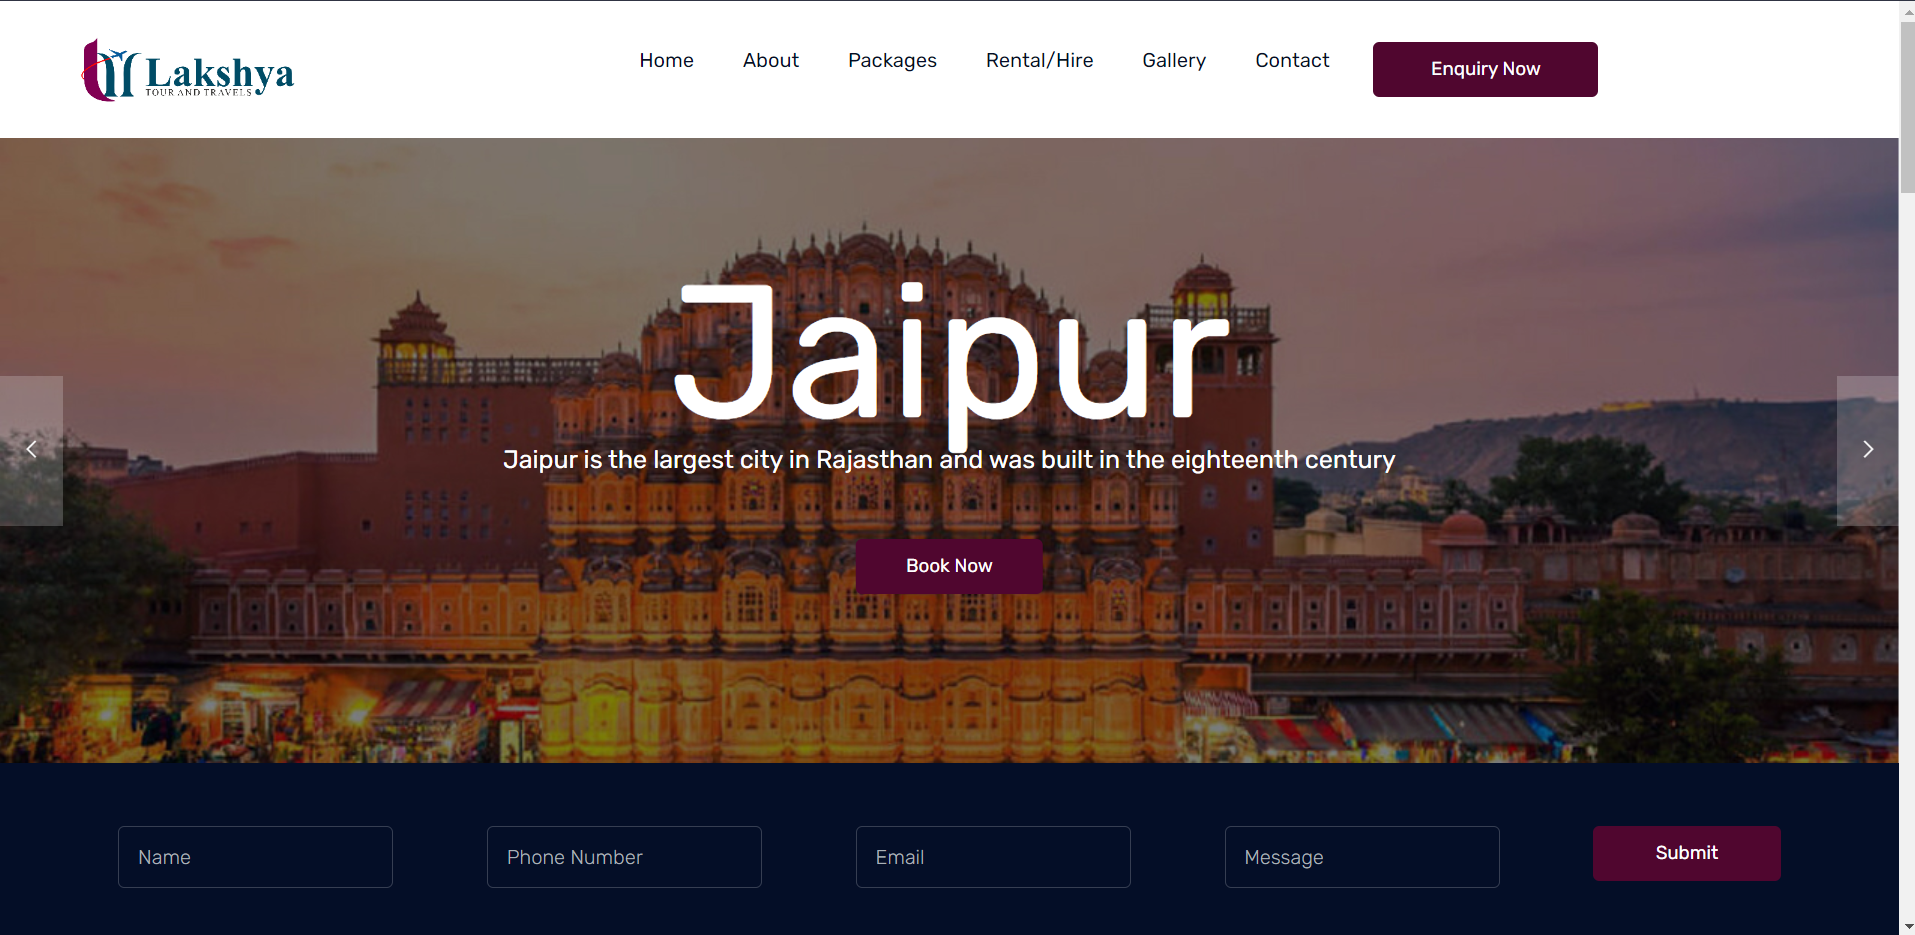 Lakshya
TOUR AND TRAVELS
Home
About
Packages
Rental/Hire
Gallery
Contact
Enquiry Now
Jaipur
Jaipur is the largest city in Rajasthan and was built in the eighteenth century
Book Now
Name
Phone Number
Email
Message
Submit